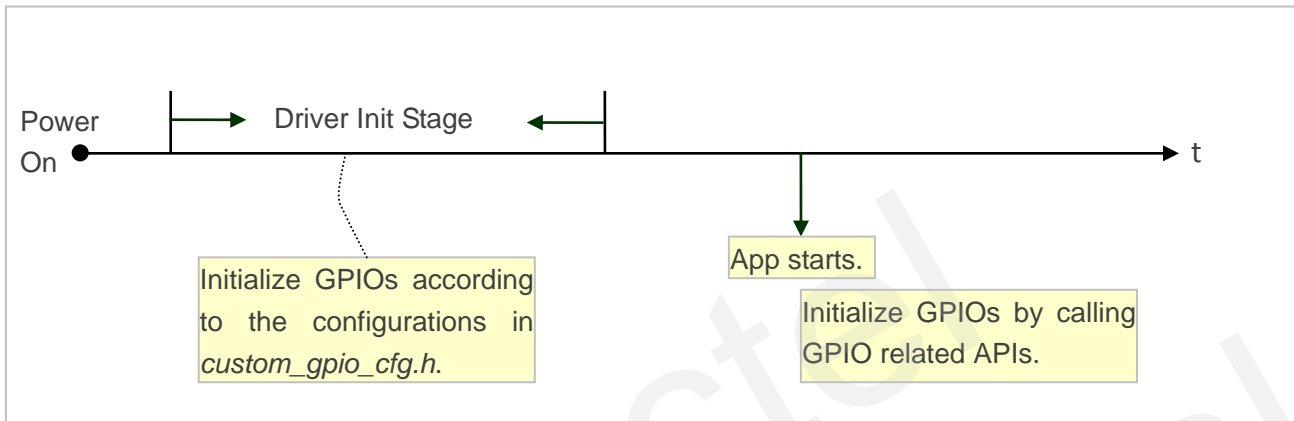 Power
On
Driver Init Stage
t
Initialize GPIOs according
to the configurations in
custom_gpio_cfg.h.
App starts.
Initialize GPIOs by calling
GPIO related APIs.